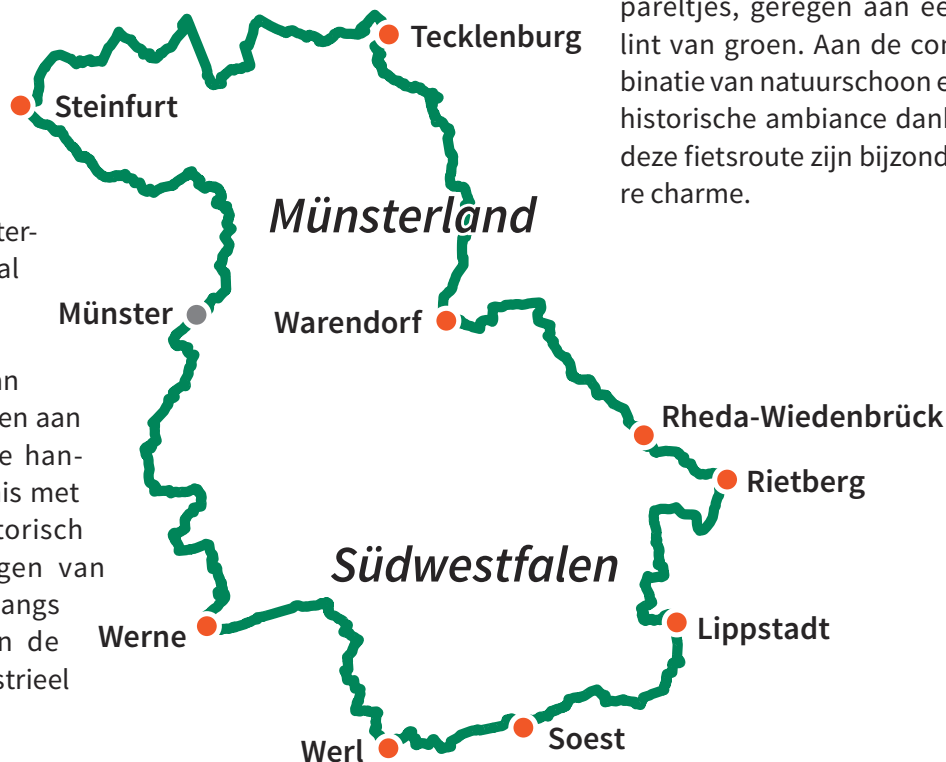 pareltjes, geregen aan ee
lint van groen. Aan de com
binatie van natuurschoon e
historische ambiance dank
deze fietsroute zijn bijzond
re charme.
Tecklenburg
Steinfurt
Münsterland
ter-
al
Münster
Warendorf
an
en aan
e han-
is met
torisch
gen van
angs
n de
strieel
Rheda-Wiedenbrück
Rietberg
Südwestfalen
Werne
Lippstadt
Werl
Soest